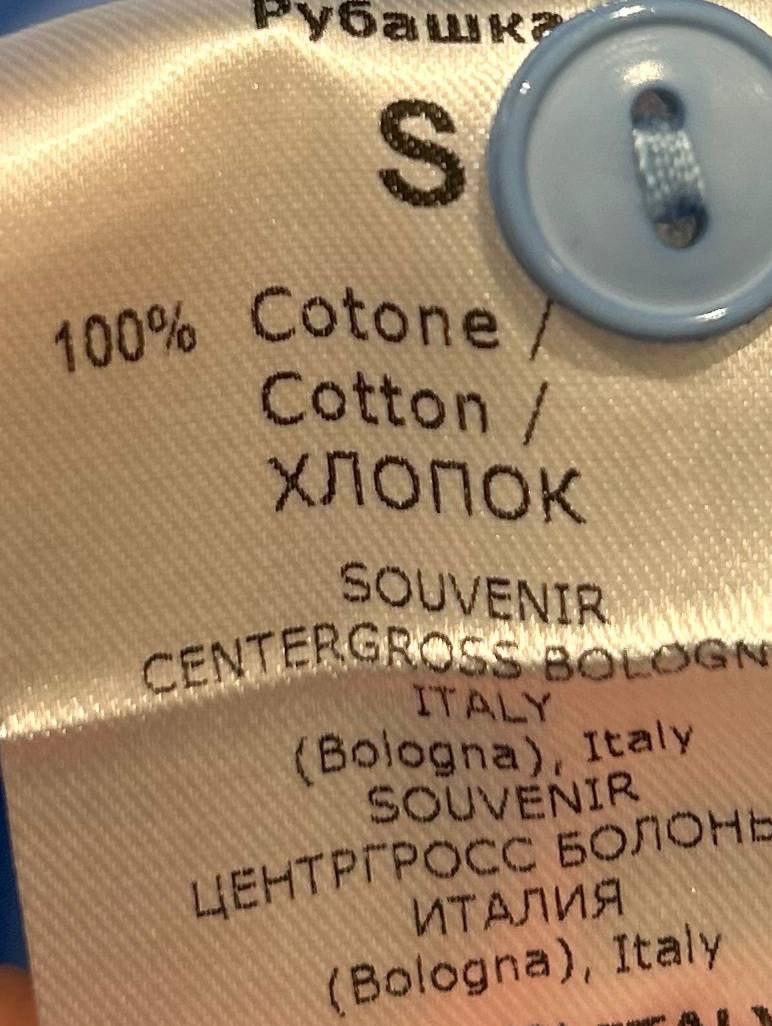 Рубашка
S
100% Cotone /
Cotton /
ХЛОПОК
SOUVENIR
CENTERGROSS BOLOGN
ITALY
(Bologna), Italy
SOUVENIR
ЦЕНТРГРОСС БОЛОНЬ
ИТАЛИЯ
(Bologna), Italy